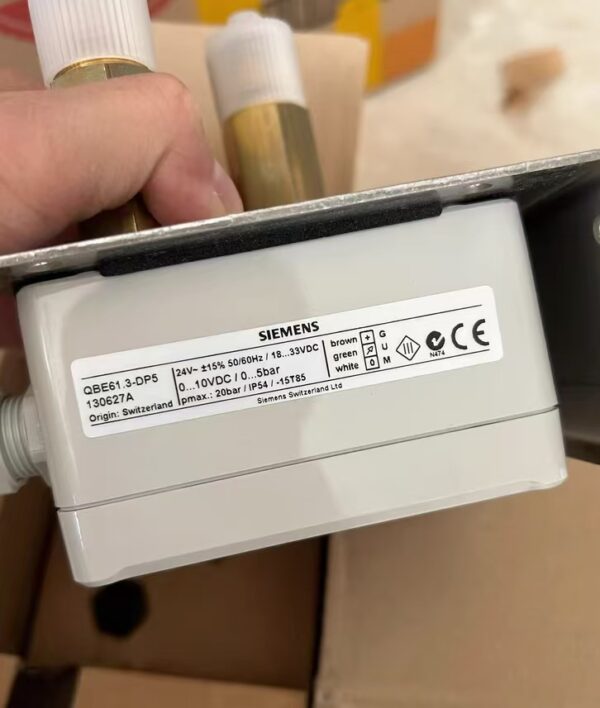 SIEMENS
QBE61.3-DP5
130627A
Origin: Switzerland
24V~ ±15% 50/60Hz / 18...33VDC
0...10VDC / 0...5bar
pmax.: 20bar / IP54 / -15T85
brown + G
green U
white 0 M
III
N474
CE
Siemens Switzerland Ltd